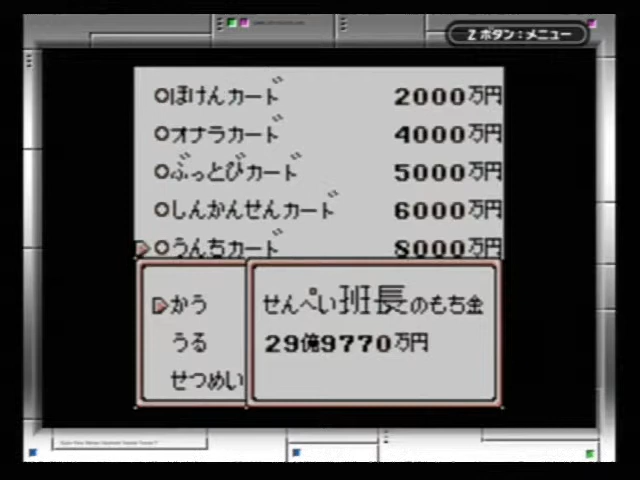 Zボタン:メニュー
○ほけんカード 2000万円
○オナラカード 4000万円
○ぶっとびカード 5000万円
○しんかんせんカード 6000万円
○うんちカード 8000万円
かう
うる
せつめい
せんぺい班長のもち金
29億9770万円